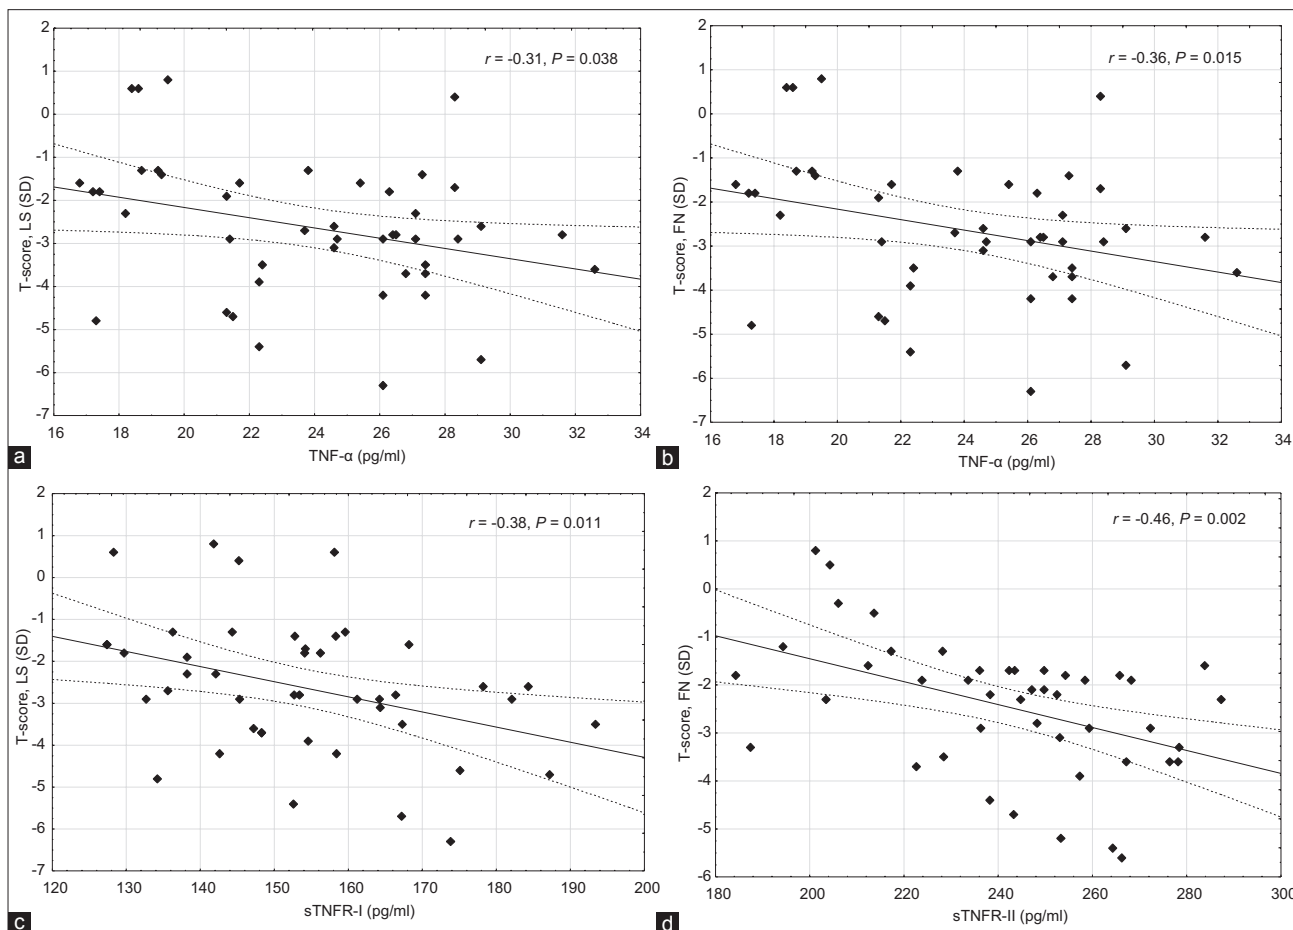 r = -0.31, P = 0.038
2
1
0
-1
-2
-3
-4
-5
-6
-7
T-score, LS (SD)
16 18 20 22 24 26 28 30 32 34
TNF-α (pg/ml)
a
r = -0.36, P = 0.015
2
1
0
-1
-2
-3
-4
-5
-6
-7
T-score, FN (SD)
16 18 20 22 24 26 28 30 32 34
TNF-α (pg/ml)
b
r = -0.38, P = 0.011
2
1
0
-1
-2
-3
-4
-5
-6
-7
T-score, LS (SD)
120 130 140 150 160 170 180 190 200
sTNFR-I (pg/ml)
c
r = -0.46, P = 0.002
2
1
0
-1
-2
-3
-4
-5
-6
T-score, FN (SD)
180 200 220 240 260 280 300
sTNFR-II (pg/ml)
d